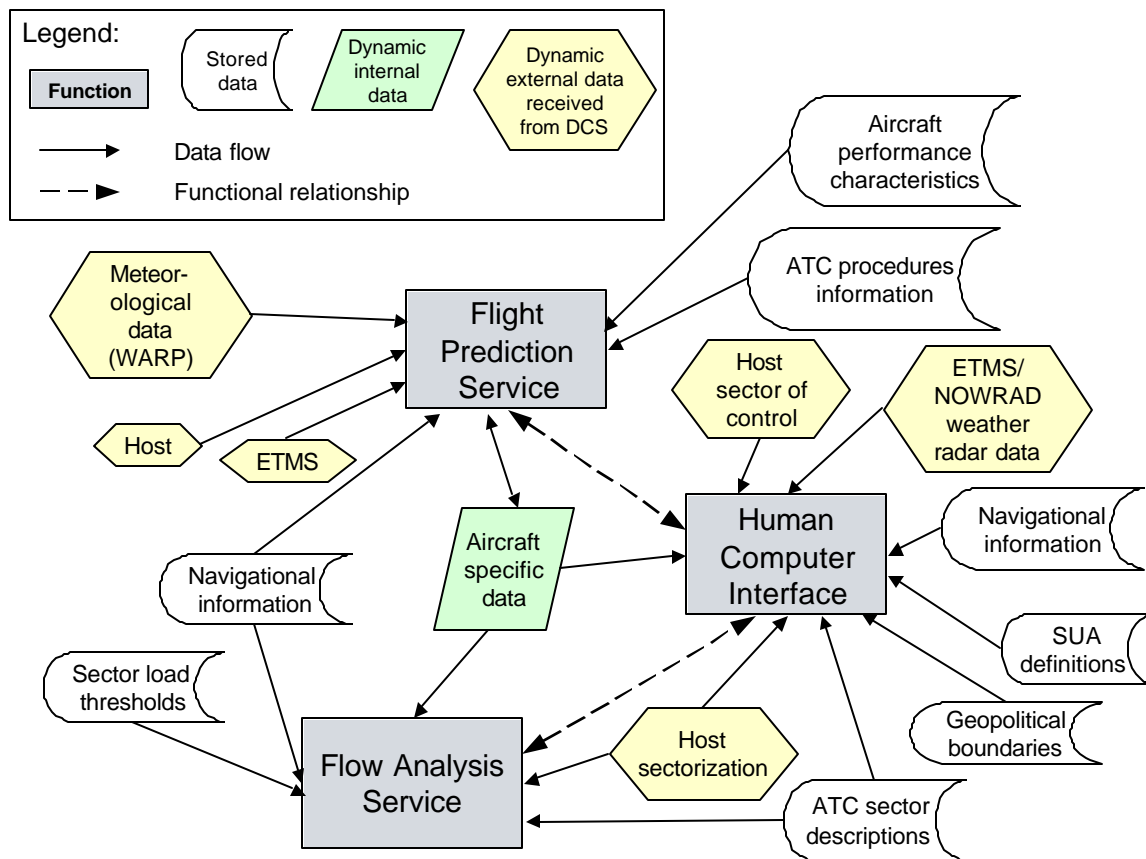 Legend:
Function
Stored
data
Dynamic
internal
data
Dynamic
external data
received
from DCS
Data flow
Functional relationship
Aircraft
performance
characteristics
ATC procedures
information
Meteor-
ological
data
(WARP)
Flight
Prediction
Service
Host
sector of
control
ETMS/
NOWRAD
weather
radar data
Host
ETMS
Human
Computer
Interface
Navigational
information
Aircraft
specific
data
Navigational
information
SUA
definitions
Sector load
thresholds
Geopolitical
boundaries
Flow Analysis
Service
Host
sectorization
ATC sector
descriptions